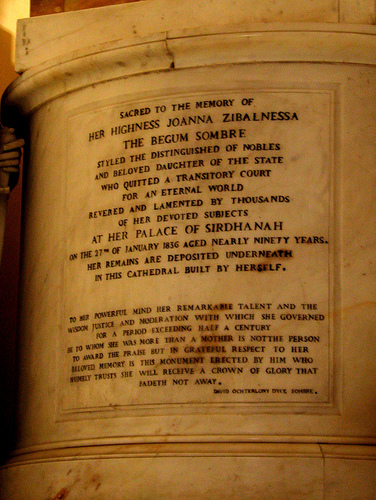 SACRED TO THE MEMORY OF
HER HIGHNESS JOANNA ZIBALNESSA
THE BEGUM SOMBRE
STYLED THE DISTINGUISHED OF NOBLES
AND BELOVED DAUGHTER OF THE STATE
WHO QUITTED A TRANSITORY COURT
FOR AN ETERNAL WORLD
REVERED AND LAMENTED BY THOUSANDS
OF HER DEVOTED SUBJECTS
AT HER PALACE OF SIRDHANAH
ON THE 27TH OF JANUARY 1836 AGED NEARLY NINETY YEARS.
HER REMAINS ARE DEPOSITED UNDERNEATH
IN THIS CATHEDRAL BUILT BY HERSELF.
TO HER POWERFUL MIND HER REMARKABLE TALENT AND THE
WISDOM JUSTICE AND MODERATION WITH WHICH SHE GOVERNED
FOR A PERIOD EXCEEDING HALF A CENTURY
HE TO WHOM SHE WAS MORE THAN A MOTHER IS NOT THE PERSON
TO AWARD THE PRAISE BUT IN GRATEFUL RESPECT TO HER
BELOVED MEMORY IS THIS MONUMENT ERECTED BY HIM WHO
HUMBLY TRUSTS SHE WILL RECEIVE A CROWN OF GLORY THAT
FADETH NOT AWAY.
DAVID OCHTERLONY DYCE SOMBRE.